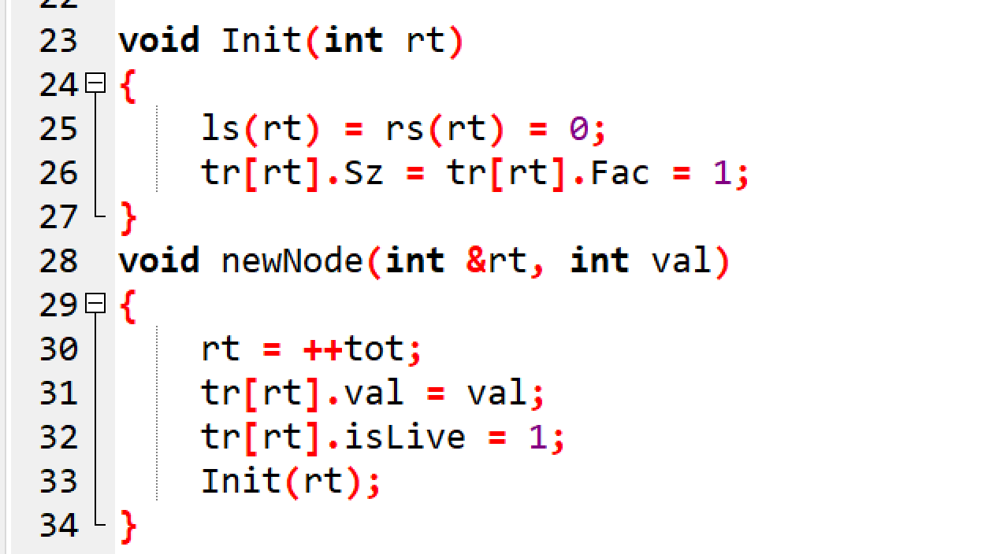 22
23 void Init(int rt)
24 {
25     ls(rt) = rs(rt) = 0;
26     tr[rt].Sz = tr[rt].Fac = 1;
27 }
28 void newNode(int &rt, int val)
29 {
30     rt = ++tot;
31     tr[rt].val = val;
32     tr[rt].isLive = 1;
33     Init(rt);
34 }